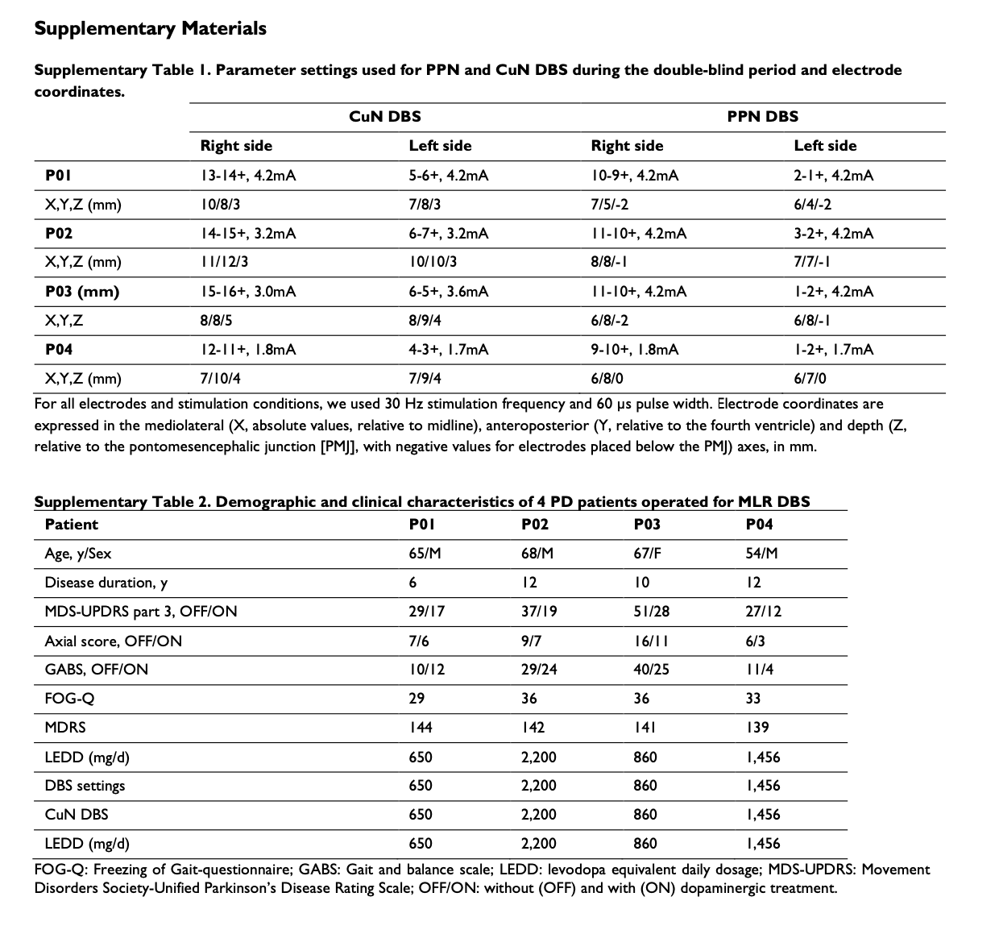 Supplementary Materials
Supplementary Table 1. Parameter settings used for PPN and CuN DBS during the double-blind period and electrode
coordinates.
CuN DBS PPN DBS
Right side Left side Right side Left side
P01 13-14+, 4.2mA 5-6+, 4.2mA 10-9+, 4.2mA 2-1+, 4.2mA
X,Y,Z (mm) 10/8/3 7/8/3 7/5/-2 6/4/-2
P02 14-15+, 3.2mA 6-7+, 3.2mA 11-10+, 4.2mA 3-2+, 4.2mA
X,Y,Z (mm) 11/12/3 10/10/3 8/8/-1 7/7/-1
P03 (mm) 15-16+, 3.0mA 6-5+, 3.6mA 11-10+, 4.2mA 1-2+, 4.2mA
X,Y,Z 8/8/5 8/9/4 6/8/-2 6/8/-1
P04 12-11+, 1.8mA 4-3+, 1.7mA 9-10+, 1.8mA 1-2+, 1.7mA
X,Y,Z (mm) 7/10/4 7/9/4 6/8/0 6/7/0
For all electrodes and stimulation conditions, we used 30 Hz stimulation frequency and 60 µs pulse width. Electrode coordinates are
expressed in the mediolateral (X, absolute values, relative to midline), anteroposterior (Y, relative to the fourth ventricle) and depth (Z,
relative to the pontomesencephalic junction [PMJ], with negative values for electrodes placed below the PMJ) axes, in mm.
Supplementary Table 2. Demographic and clinical characteristics of 4 PD patients operated for MLR DBS
Patient P01 P02 P03 P04
Age, y/Sex 65/M 68/M 67/F 54/M
Disease duration, y 6 12 10 12
MDS-UPDRS part 3, OFF/ON 29/17 37/19 51/28 27/12
Axial score, OFF/ON 7/6 9/7 16/11 6/3
GABS, OFF/ON 10/12 29/24 40/25 11/4
FOG-Q 29 36 36 33
MDRS 144 142 141 139
LEDD (mg/d) 650 2,200 860 1,456
DBS settings 650 2,200 860 1,456
CuN DBS 650 2,200 860 1,456
LEDD (mg/d) 650 2,200 860 1,456
FOG-Q: Freezing of Gait-questionnaire; GABS: Gait and balance scale; LEDD: levodopa equivalent daily dosage; MDS-UPDRS: Movement
Disorders Society-Unified Parkinson's Disease Rating Scale; OFF/ON: without (OFF) and with (ON) dopaminergic treatment.